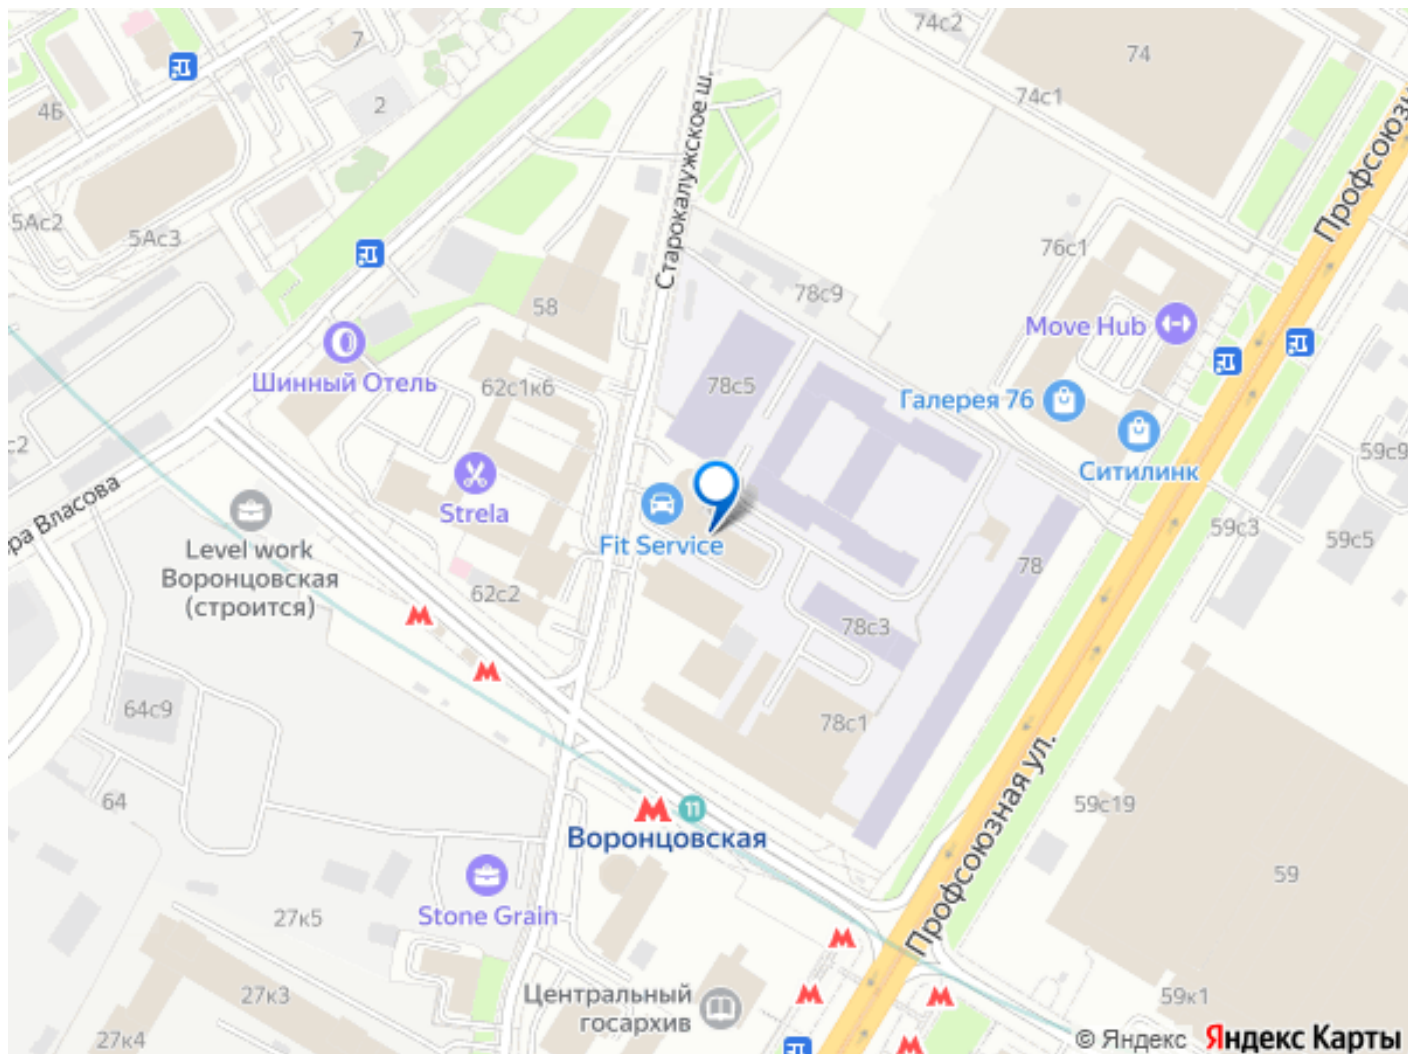 74с2
7
74
74с1
4Б
2
Профсоюзн
Старокалужское ш.
5Ас2
5Ас3
76с1
78с9
58
Move Hub
Шинный Отель
62с1к6
78с5
Галерея 76
с2
59с9
Ситилинк
Strela
ра Власова
Fit Service
59с3
59с5
Level work
Воронцовская
(строится)
78
62с2
78с3
64с9
78с1
Профсоюзная ул.
64
59с19
11
Воронцовская
59
Stone Grain
27к5
27к3
Центральный
госархив
59к1
27к4
© Яндекс Яндекс Карты